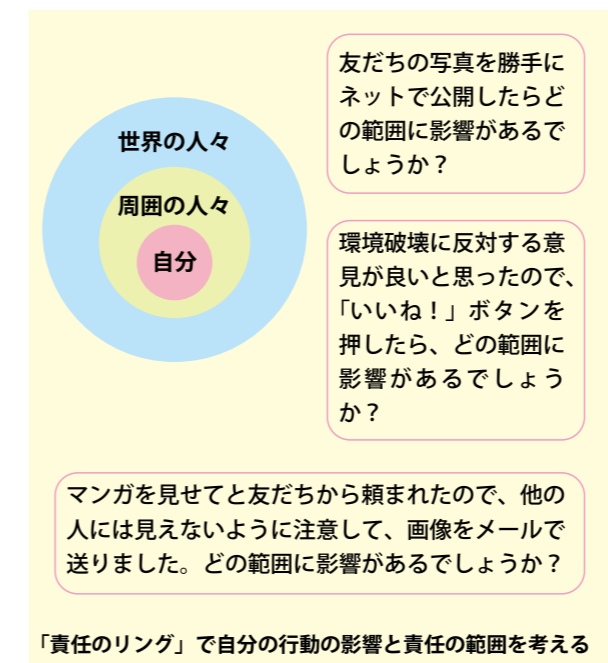 世界の人々
周囲の人々
自分
友だちの写真を勝手に
ネットで公開したらど
の範囲に影響があるで
しょうか？
環境破壊に反対する意
見が良いと思ったので、
「いいね！」ボタンを
押したら、どの範囲に
影響があるでしょう
か？
マンガを見せてと友だちから頼まれたので、他の
人には見えないように注意して、画像をメールで
送りました。どの範囲に影響があるでしょうか？
「責任のリング」で自分の行動の影響と責任の範囲を考える